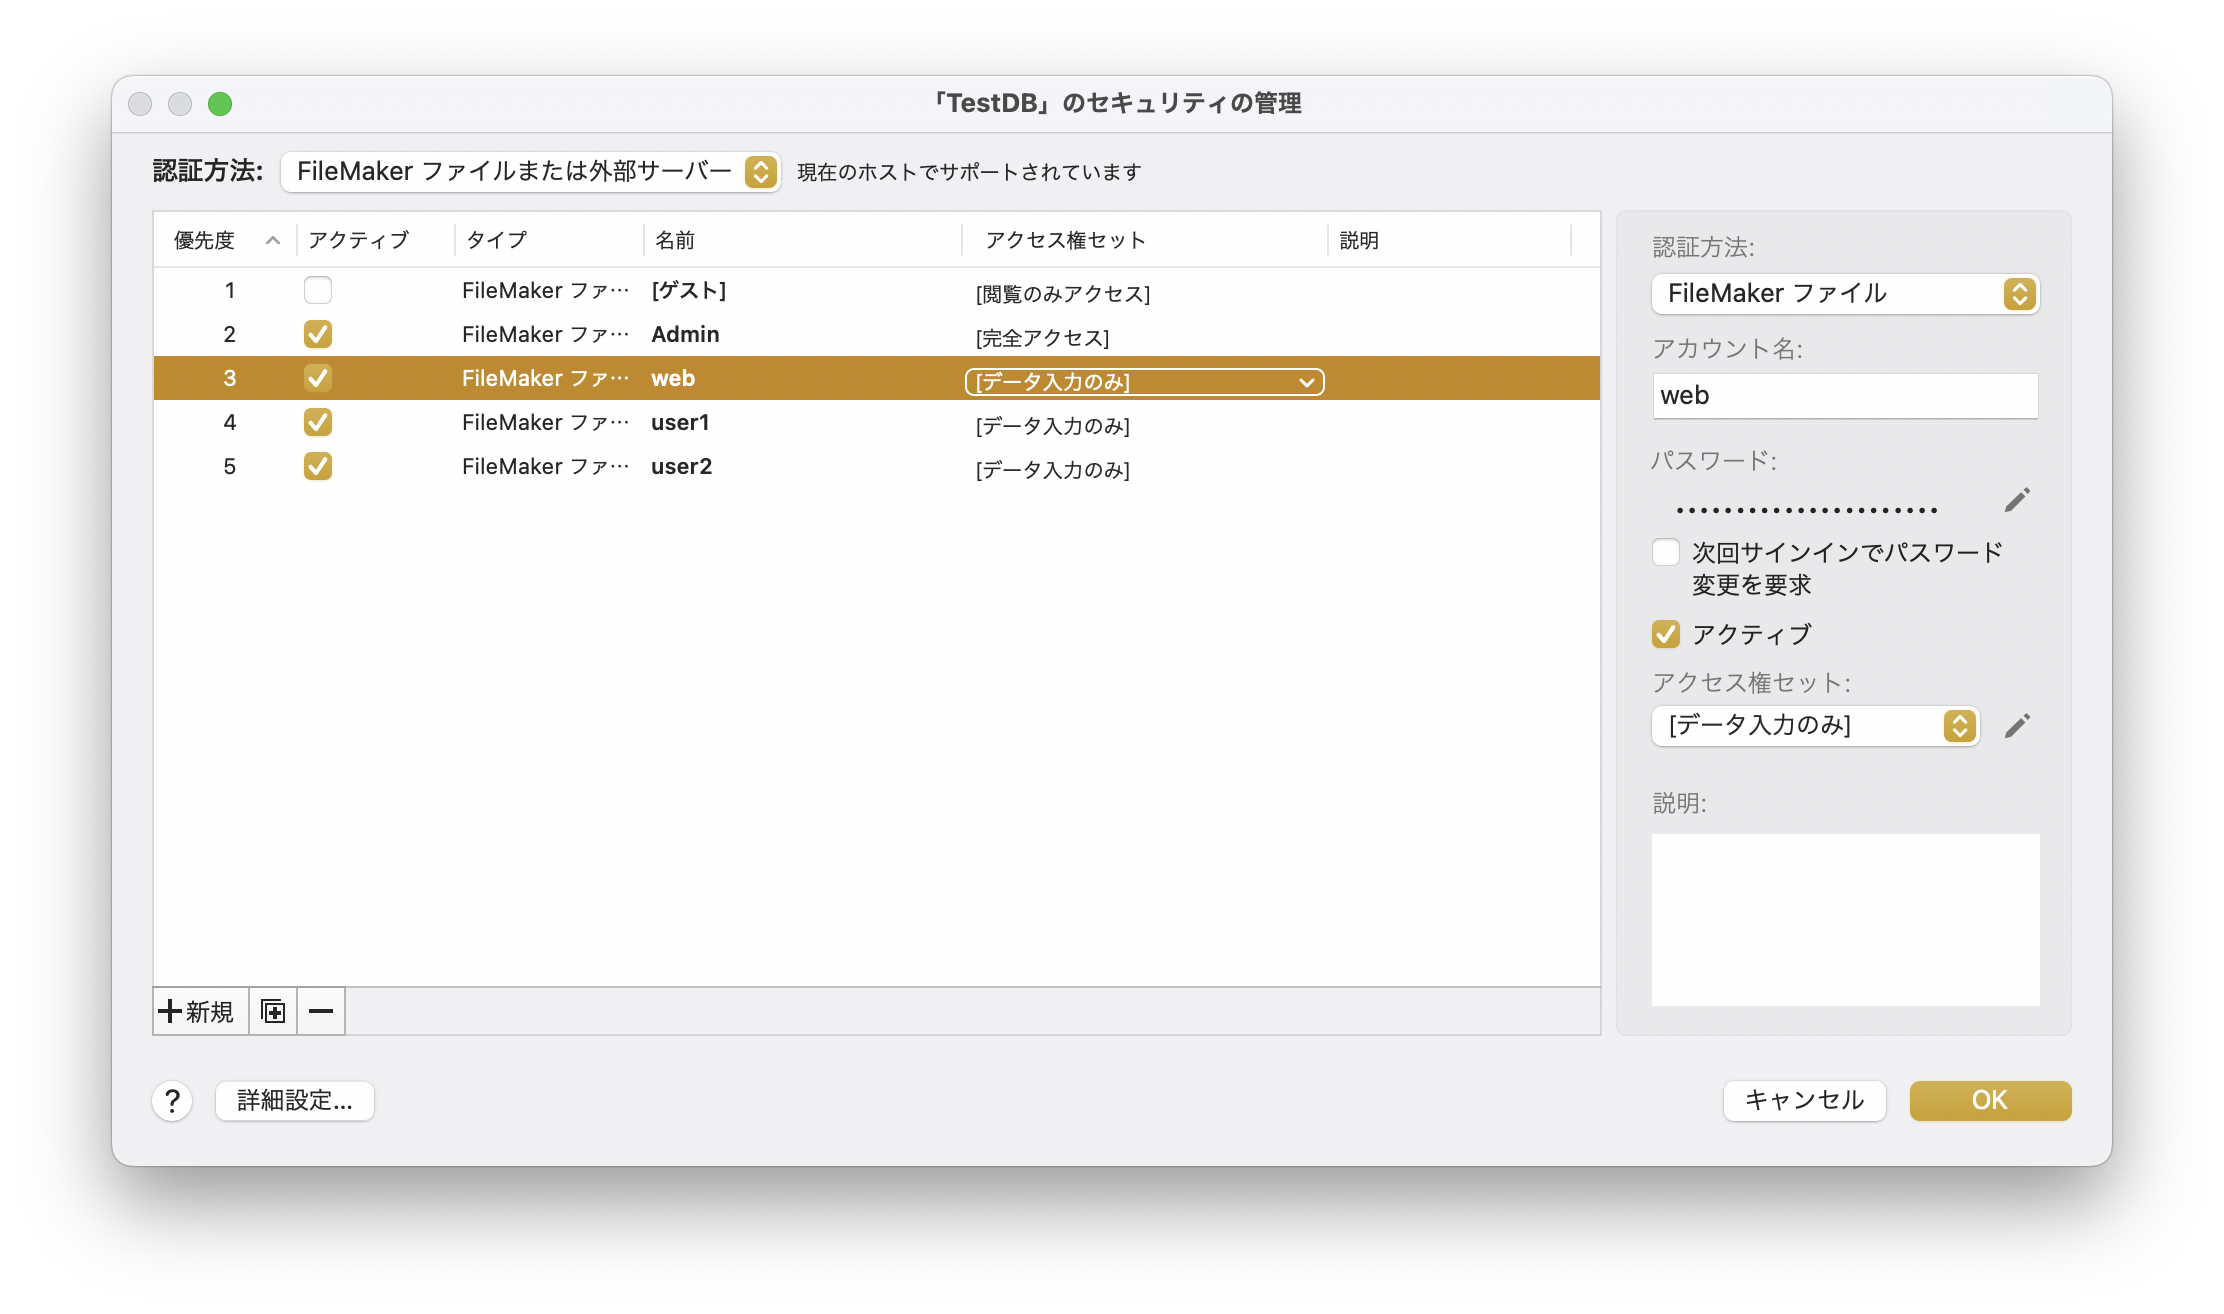 「TestDB」のセキュリティの管理
認証方法: FileMaker ファイルまたは外部サーバー 現在のホストでサポートされています
優先度 アクティブ タイプ 名前 アクセス権セット 説明
1 FileMaker ファ… [ゲスト] [閲覧のみアクセス]
2 FileMaker ファ… Admin [完全アクセス]
3 FileMaker ファ… web [データ入力のみ]
4 FileMaker ファ… user1 [データ入力のみ]
5 FileMaker ファ… user2 [データ入力のみ]
新規
認証方法:
FileMaker ファイル
アカウント名:
web
パスワード:
••••••••••••••••••••••
次回サインインでパスワード
変更を要求
アクティブ
アクセス権セット:
[データ入力のみ]
説明:
? 詳細設定... キャンセル OK